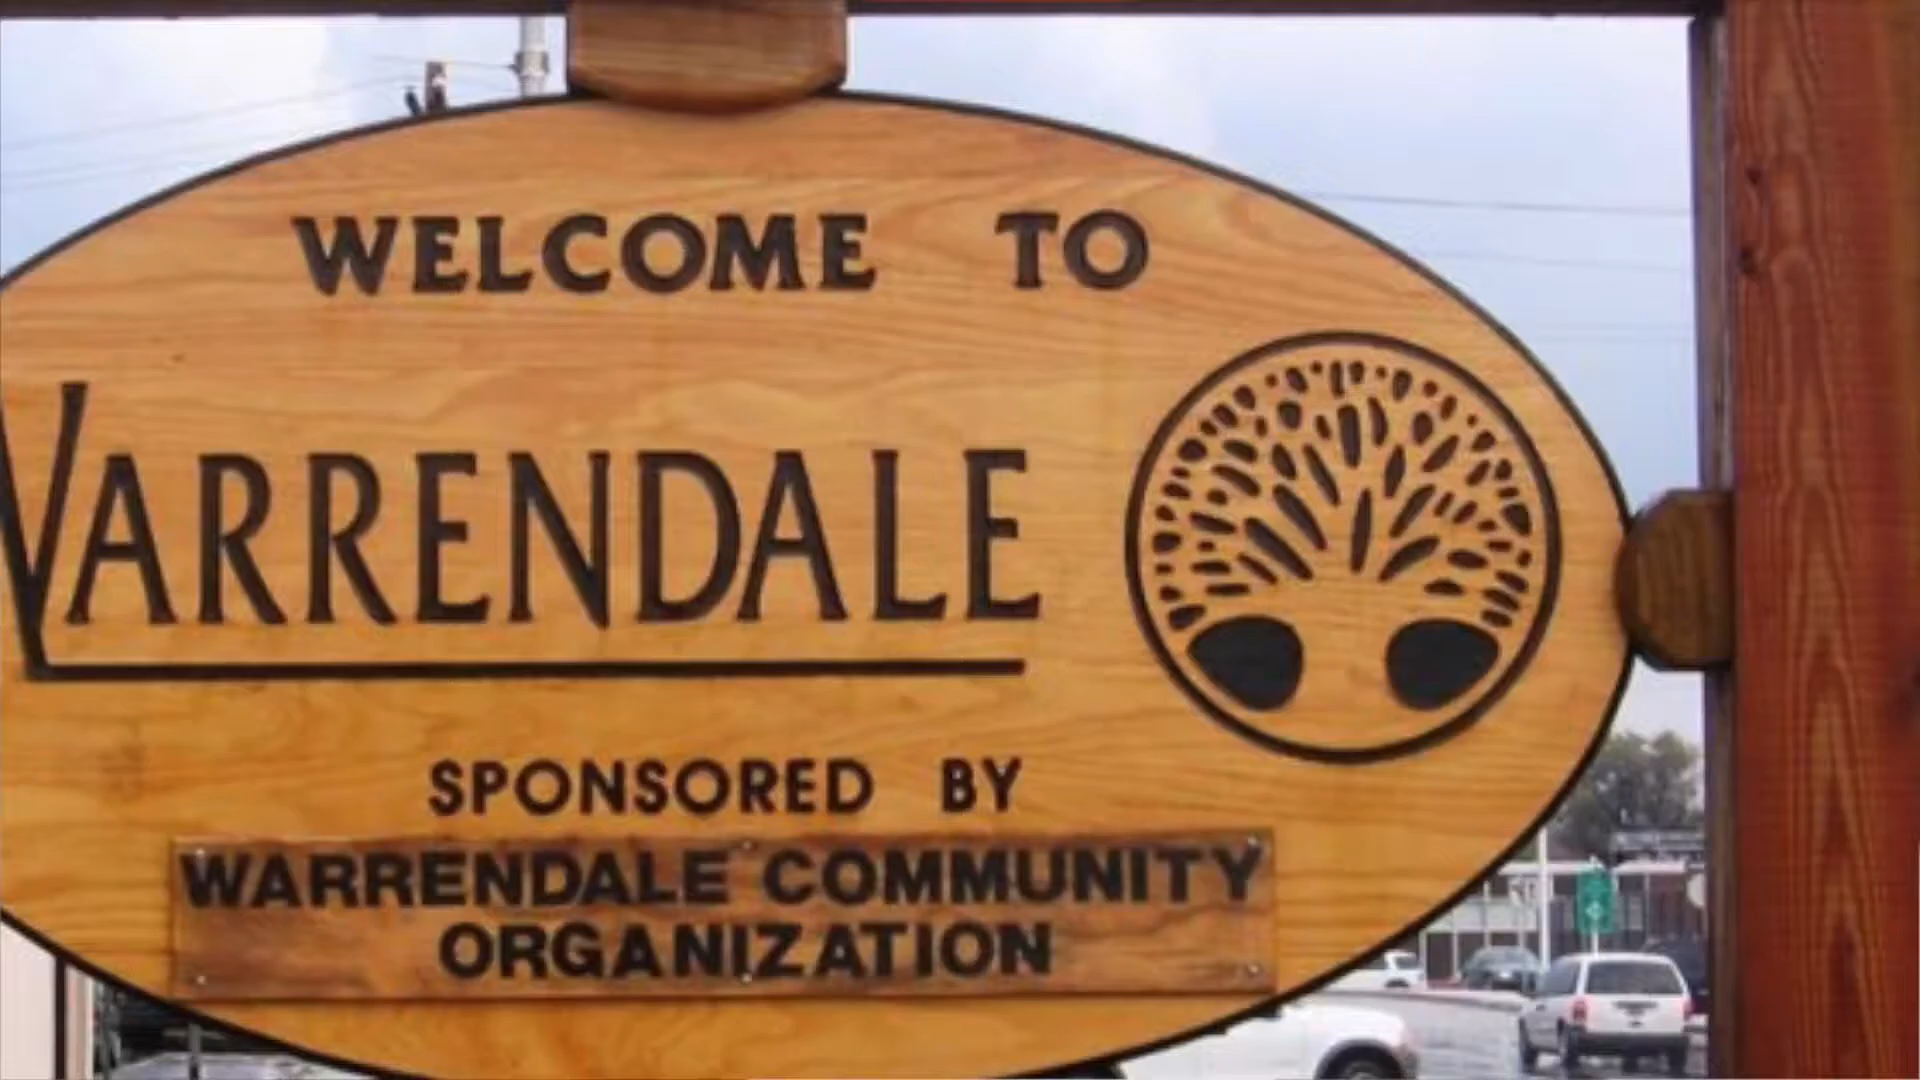 WELCOME TO
WARRENDALE
SPONSORED BY
WARRENDALE COMMUNITY
ORGANIZATION